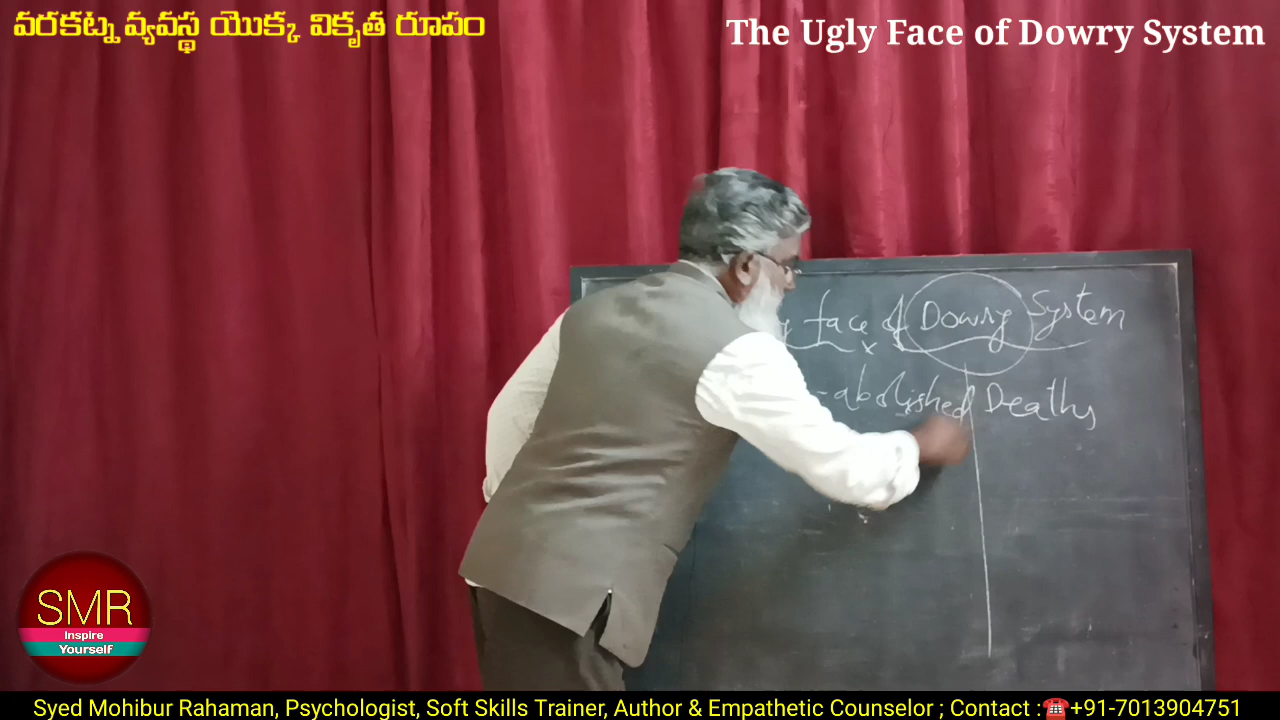 వరకట్న వ్యవస్థ యొక్క వికృత రూపం
The Ugly Face of Dowry System
face of Dowry System
x
-abolished Deaths
SMR
Inspire
Yourself
Syed Mohibur Rahaman, Psychologist, Soft Skills Trainer, Author & Empathetic Counselor ; Contact :☎+91-7013904751